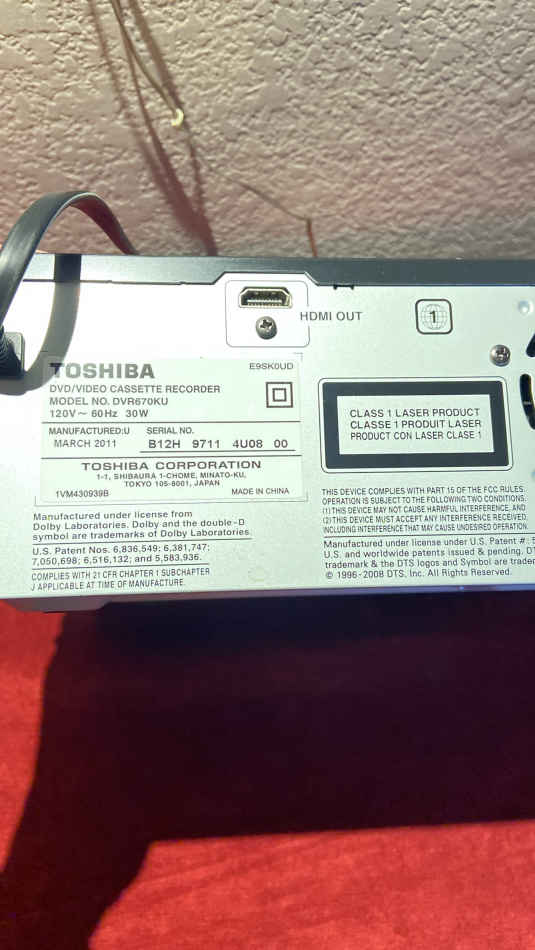 HDMI OUT
1
TOSHIBA
E9SK0UD
DVD/VIDEO CASSETTE RECORDER
MODEL NO. DVR670KU
120V ~ 60Hz 30W
MANUFACTURED:U
SERIAL NO.
MARCH 2011
B12H 9711 4U08 00
TOSHIBA CORPORATION
1-1, SHIBAURA 1-CHOME, MINATO-KU,
TOKYO 105-8001, JAPAN
1VM430939B
MADE IN CHINA
Manufactured under license from
Dolby Laboratories. Dolby and the double-D
symbol are trademarks of Dolby Laboratories.
U.S. Patent Nos. 6,836,549; 6,381,747;
7,050,698; 6,516,132; and 5,583,936.
COMPLIES WITH 21 CFR CHAPTER 1 SUBCHAPTER
J APPLICABLE AT TIME OF MANUFACTURE.
CLASS 1 LASER PRODUCT
CLASSE 1 PRODUIT LASER
PRODUCT CON LASER CLASE 1
THIS DEVICE COMPLIES WITH PART 15 OF THE FCC RULES.
OPERATION IS SUBJECT TO THE FOLLOWING TWO CONDITIONS.
(1) THIS DEVICE MAY NOT CAUSE HARMFUL INTERFERENCE, AND
(2) THIS DEVICE MUST ACCEPT ANY INTERFERENCE RECEIVED,
INCLUDING INTERFERENCE THAT MAY CAUSE UNDESIRED OPERATION.
Manufactured under license under U.S. Patent # : 5
U.S. and worldwide patents issued & pending. DT
trademark & the DTS logos and Symbol are trader
© 1996-2008 DTS, Inc. All Rights Reserved.